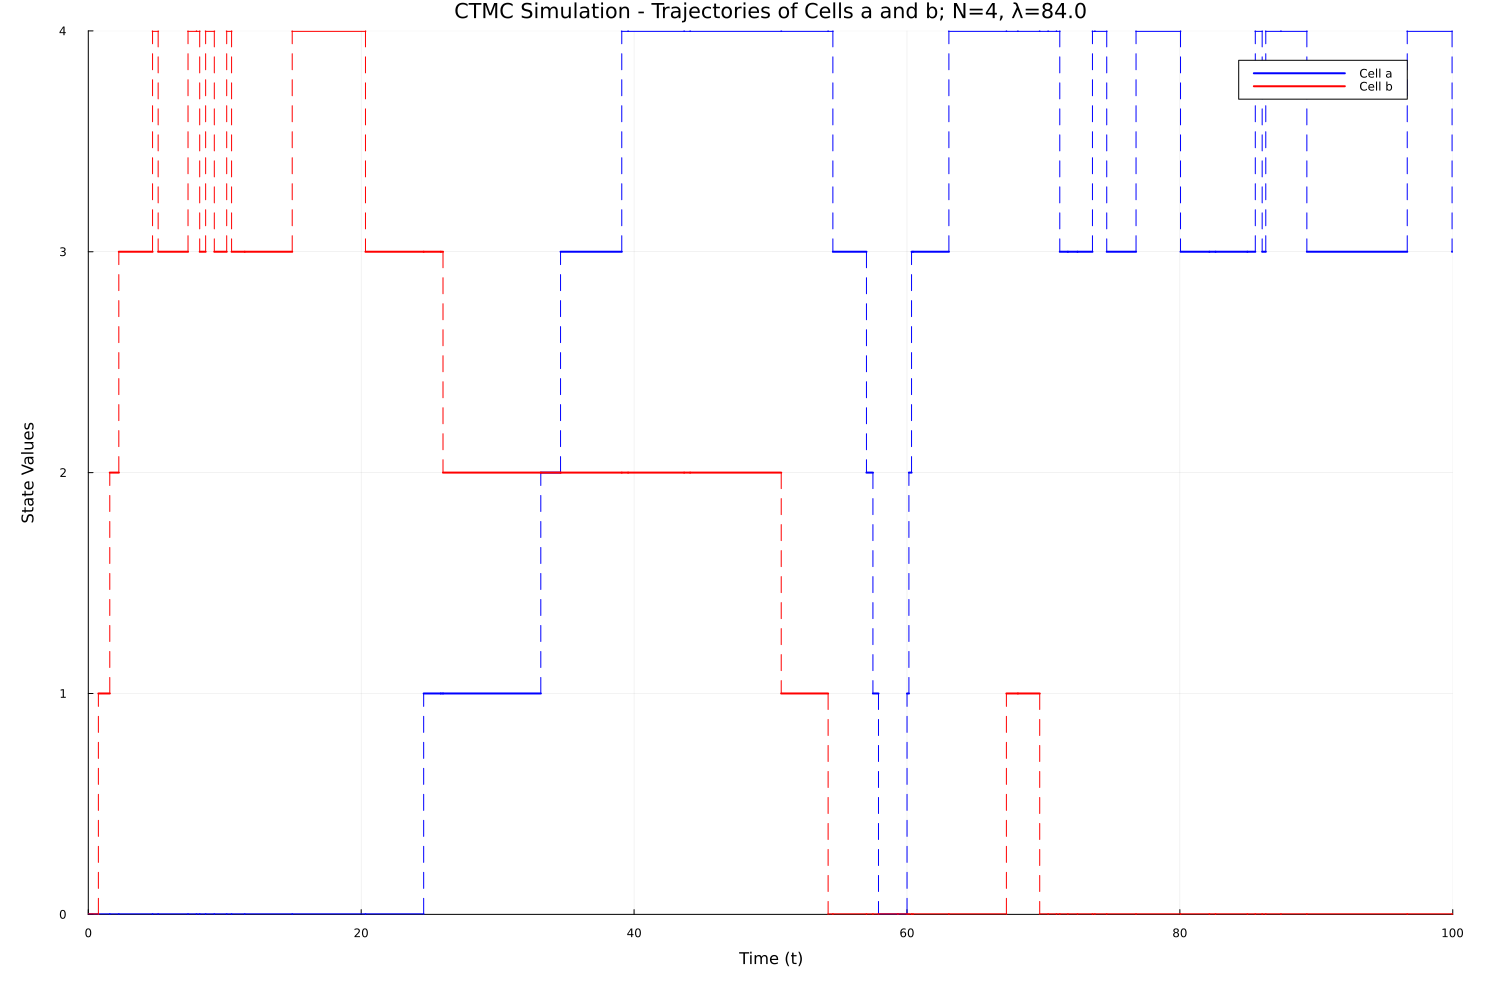 CTMC Simulation - Trajectories of Cells a and b; N=4, λ=84.0
4
Cell a
Cell b
3
State Values
2
1
0
0 20 40 60 80 100
Time (t)